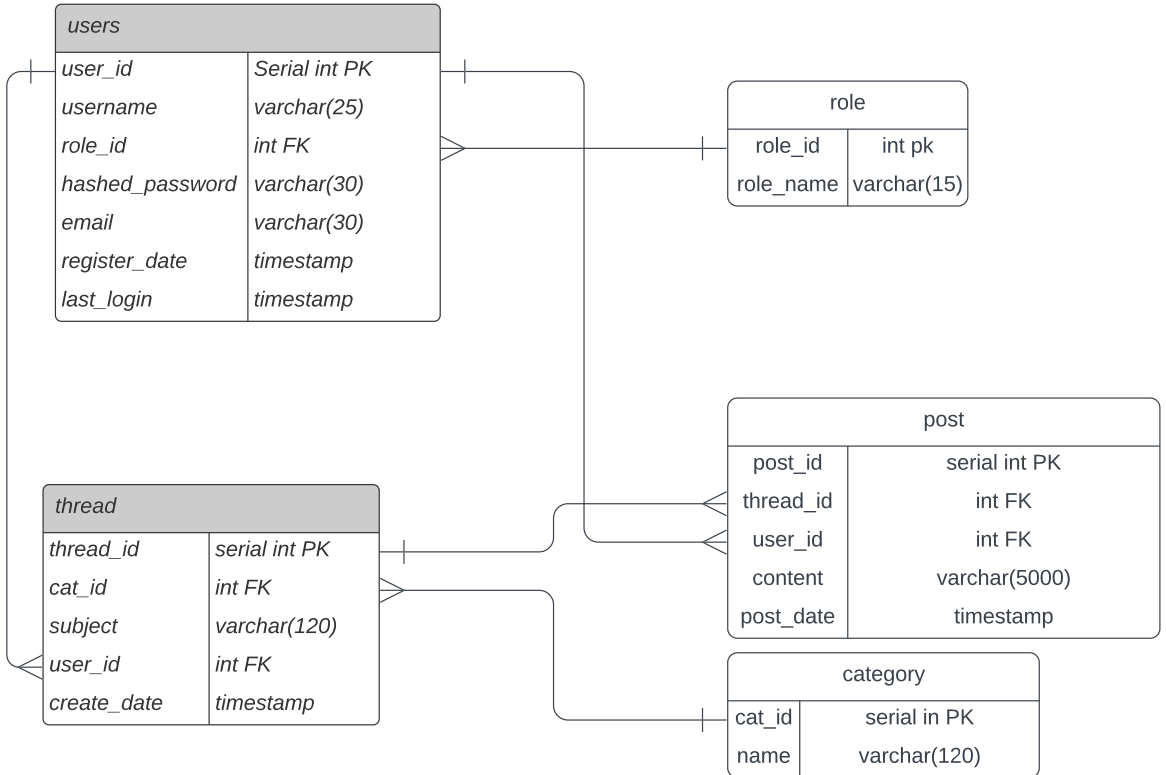 users
user_id Serial int PK
username varchar(25)
role_id int FK
hashed_password varchar(30)
email varchar(30)
register_date timestamp
last_login timestamp
role
role_id int pk
role_name varchar(15)
thread
thread_id serial int PK
cat_id int FK
subject varchar(120)
user_id int FK
create_date timestamp
post
post_id serial int PK
thread_id int FK
user_id int FK
content varchar(5000)
post_date timestamp
category
cat_id serial in PK
name varchar(120)